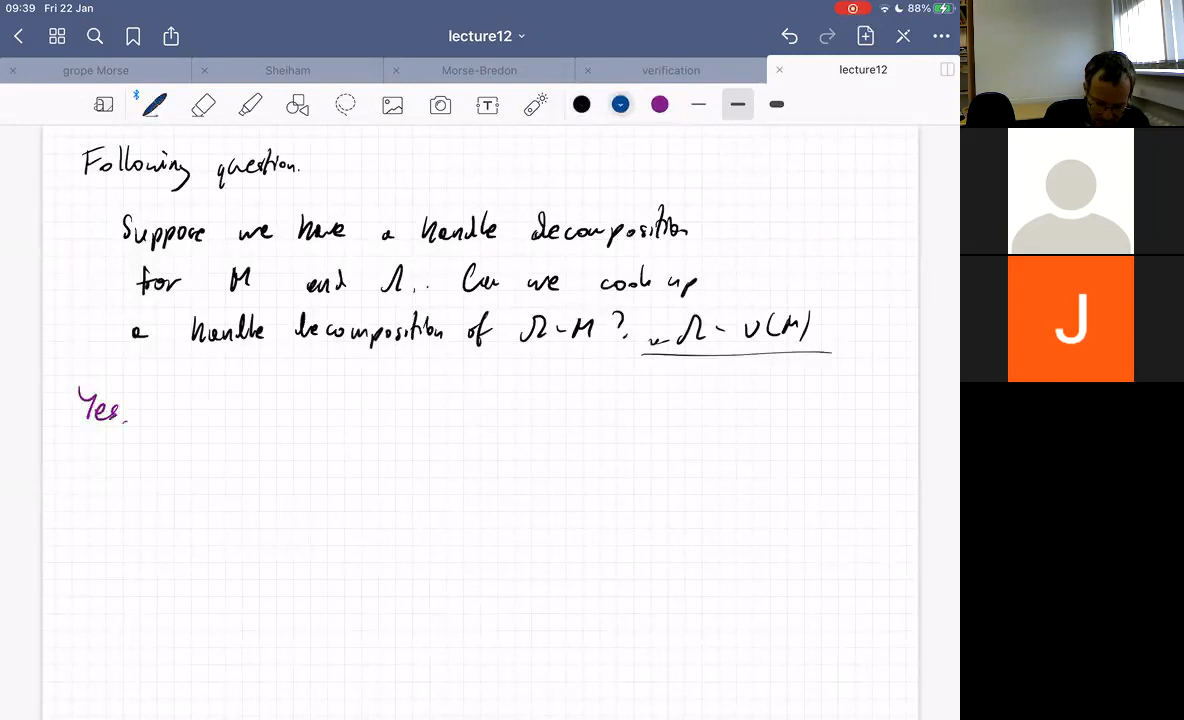 09:39 Fri 22 Jan
88%
lecture12
grope Morse
Sheiham
Morse-Bredon
verification
lecture12
T
Following question.
Suppose we have a handle decomposition
for M and Ω. Can we cook up
a handle decomposition of Ω-M? Ω-ν(M)
Yes.
J